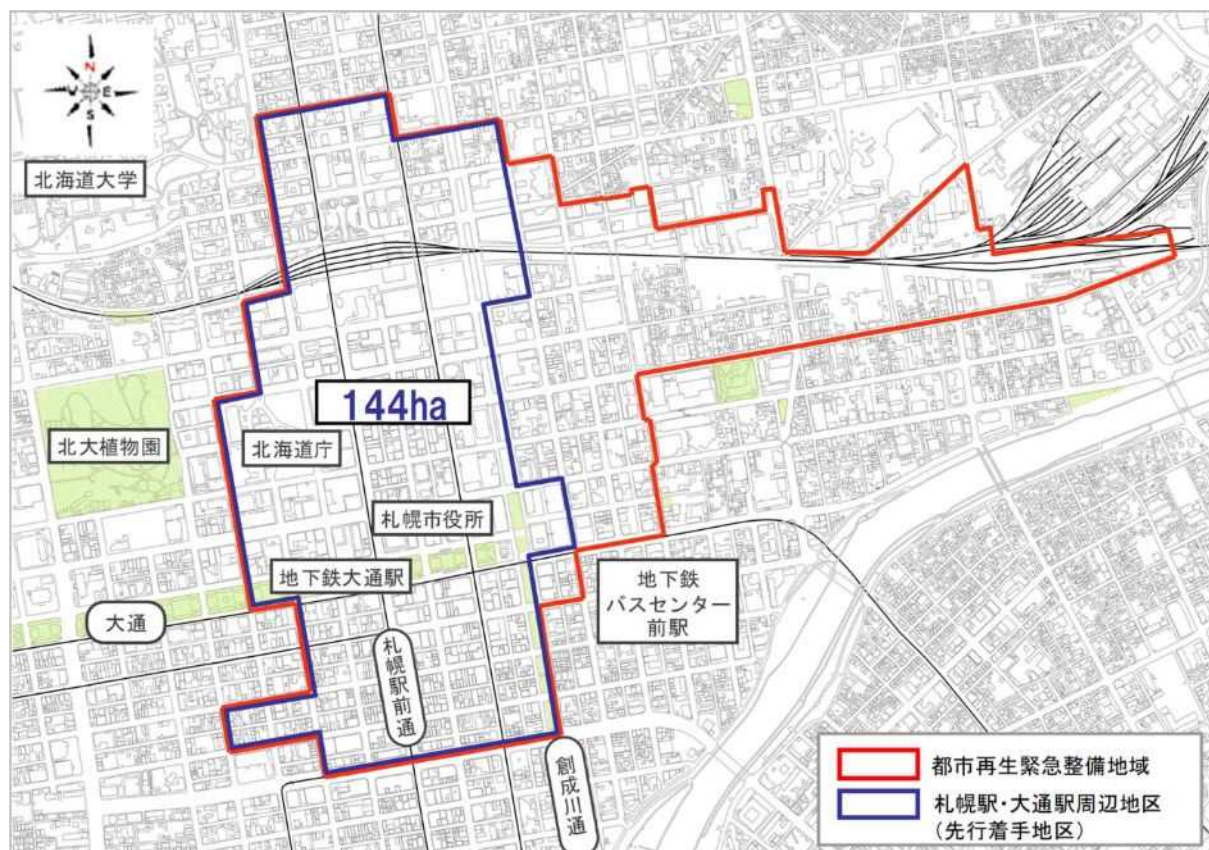 N
W
E
S
北海道大学
144ha
北大植物園
北海道庁
札幌市役所
地下鉄大通駅
大通
地下鉄
バスセンター
前駅
札幌駅前通
創成川通
都市再生緊急整備地域
札幌駅・大通駅周辺地区
(先行着手地区)